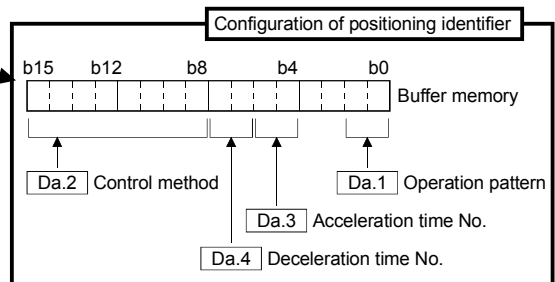 Configuration of positioning identifier
b15 b12 b8 b4 b0
Buffer memory
Da.2 Control method
Da.1 Operation pattern
Da.3 Acceleration time No.
Da.4 Deceleration time No.